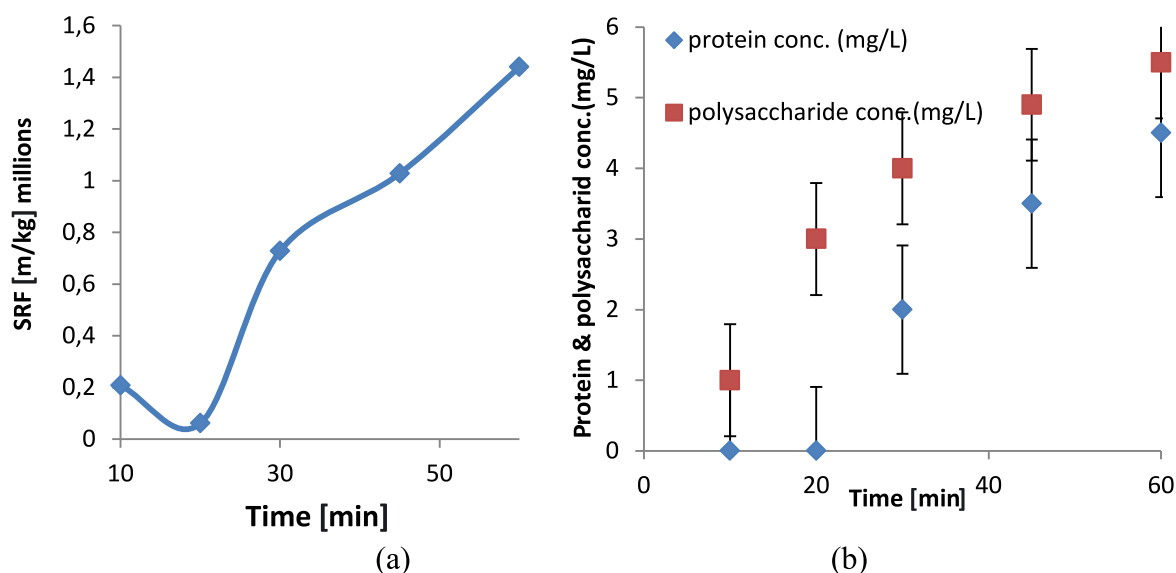 SRF [m/kg] millions
1,6
1,4
1,2
1
0,8
0,6
0,4
0,2
0
10
30
50
Time [min]
(a)
Protein & polysaccharid conc.(mg/L)
6
5
4
3
2
1
0
protein conc. (mg/L)
polysaccharide conc.(mg/L)
0
20
40
60
Time [min]
(b)